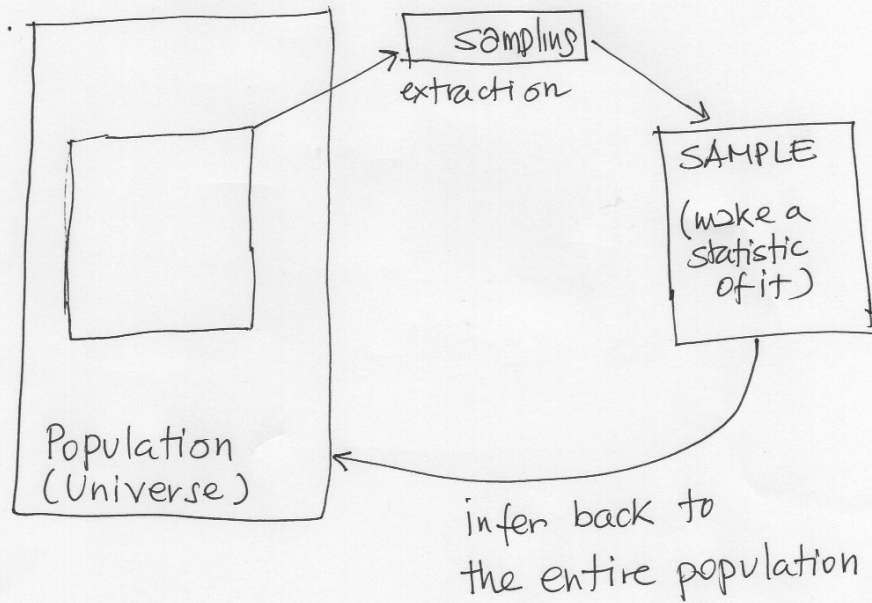 sampling
extraction
SAMPLE
(make a
statistic
of it)
Population
(Universe)
infer back to
the entire population